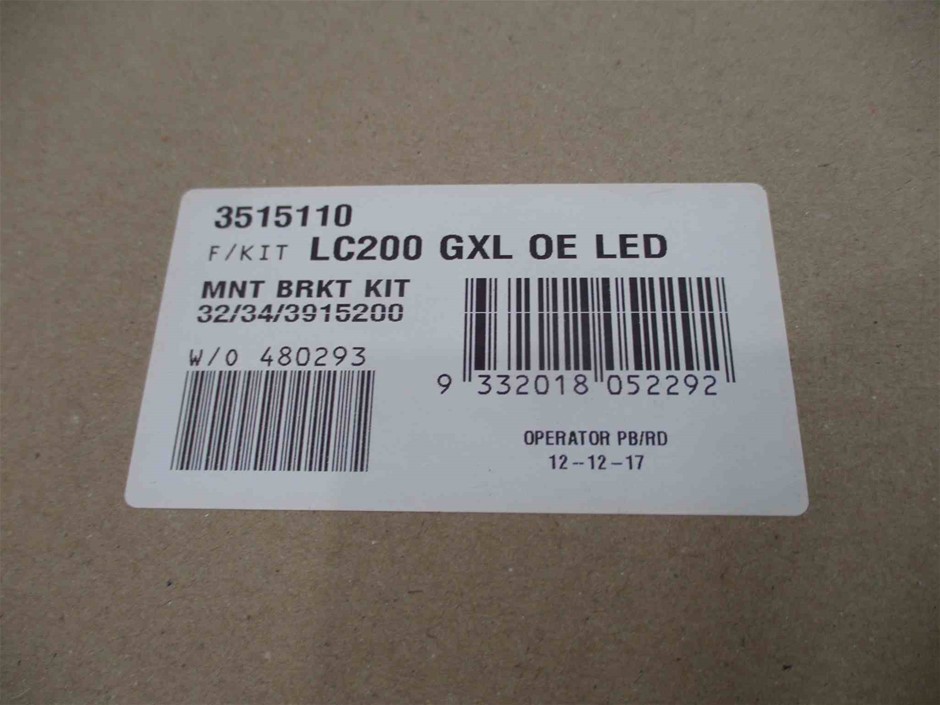 3515110
F/KIT LC200 GXL OE LED
MNT BRKT KIT
32/34/3915200
W/O 480293
9 332018 052292
OPERATOR PB/RD
12-12-17